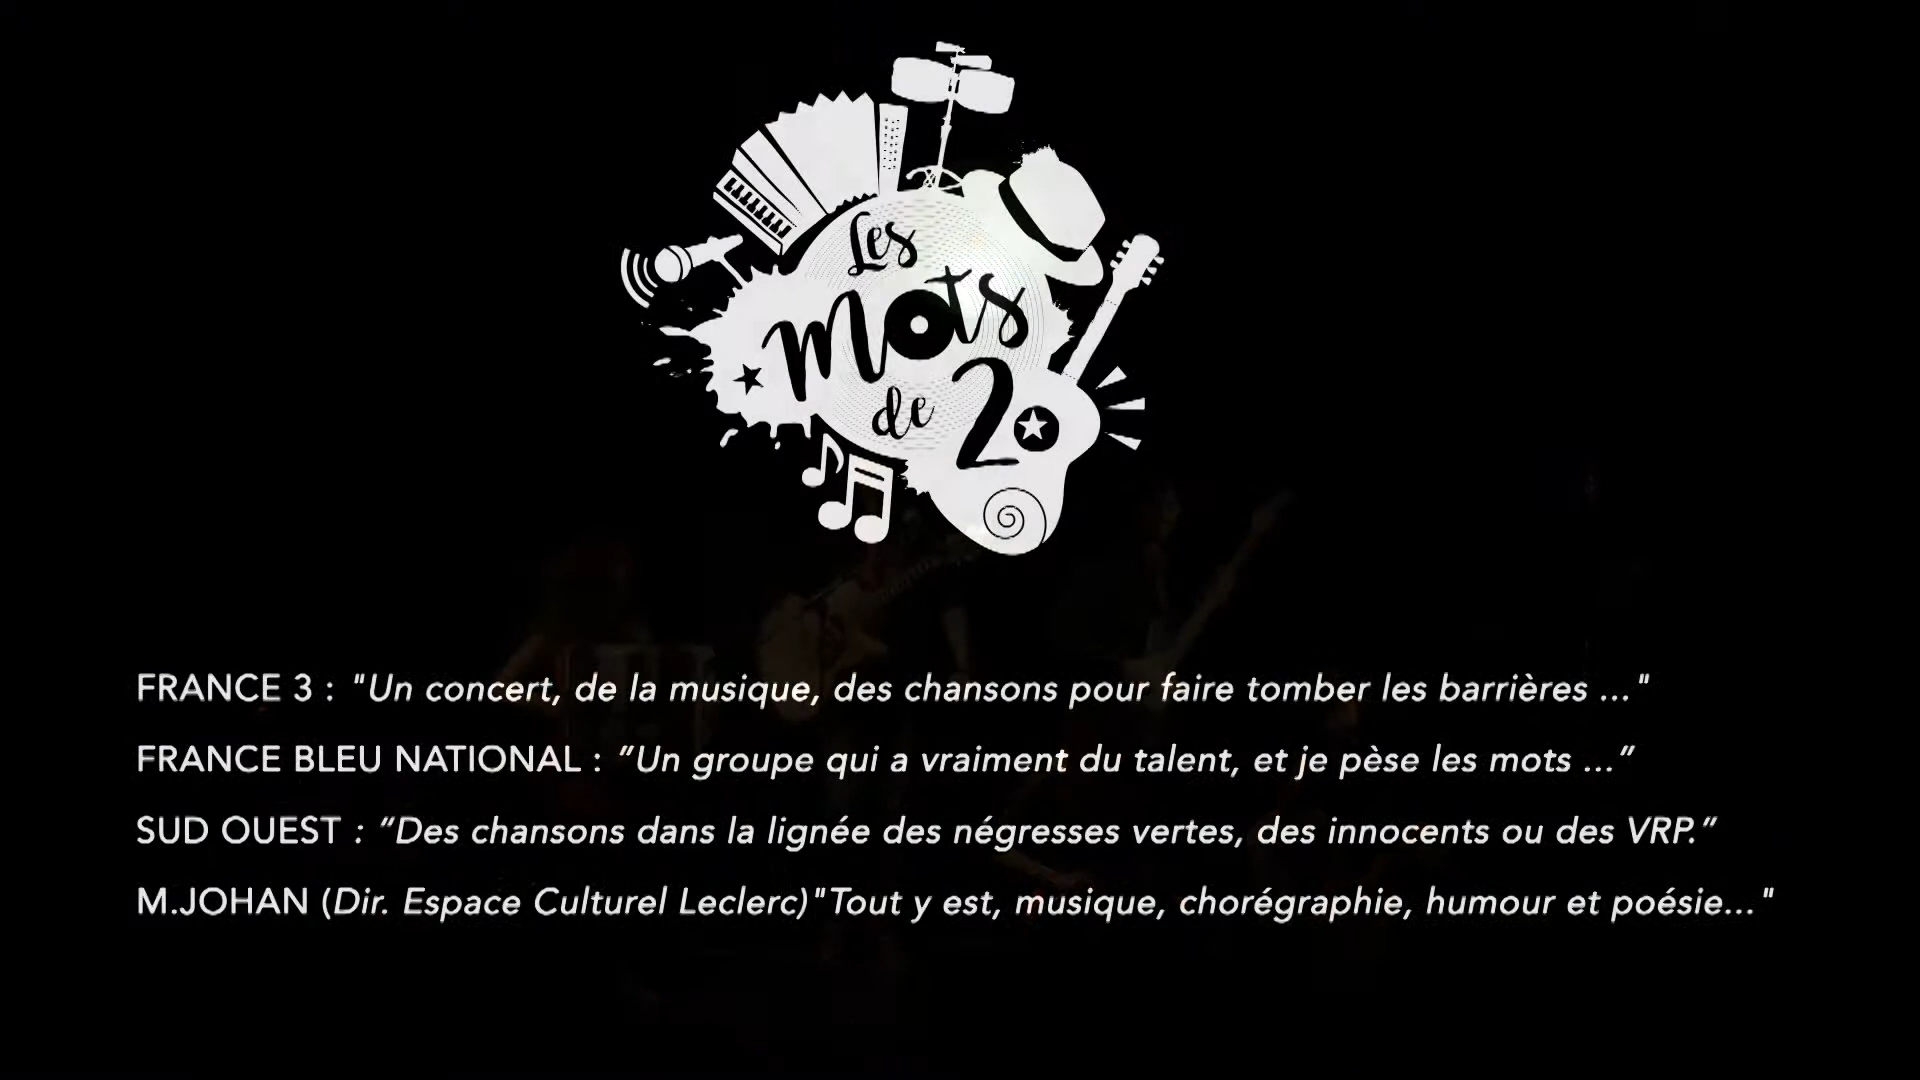 Les
mots
de 20
FRANCE 3 : "Un concert, de la musique, des chansons pour faire tomber les barrières ..."
FRANCE BLEU NATIONAL : “Un groupe qui a vraiment du talent, et je pèse les mots ...”
SUD OUEST : “Des chansons dans la lignée des négresses vertes, des innocents ou des VRP.”
M.JOHAN (Dir. Espace Culturel Leclerc)"Tout y est, musique, chorégraphie, humour et poésie..."